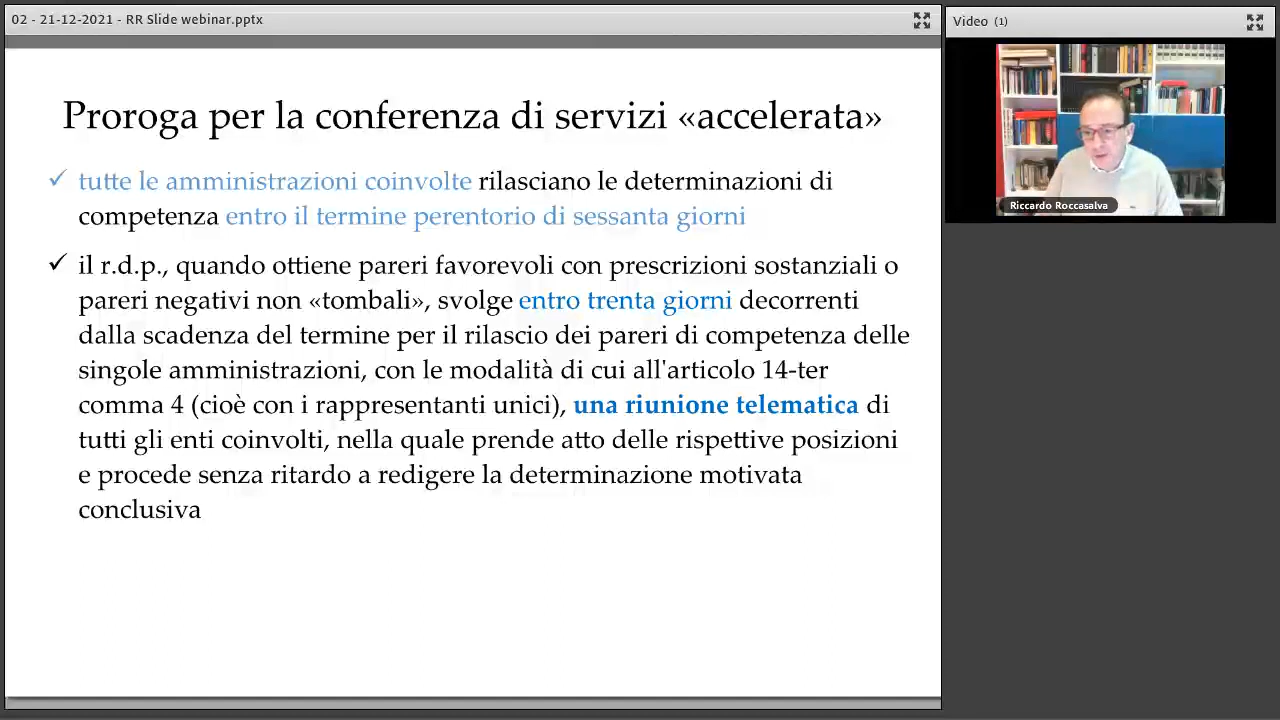 02 - 21-12-2021 - RR Slide webinar.pptx
Video (1)
Riccardo Roccasalva
Proroga per la conferenza di servizi «accelerata»
✓ tutte le amministrazioni coinvolte rilasciano le determinazioni di
competenza entro il termine perentorio di sessanta giorni
✓ il r.d.p., quando ottiene pareri favorevoli con prescrizioni sostanziali o
pareri negativi non «tombali», svolge entro trenta giorni decorrenti
dalla scadenza del termine per il rilascio dei pareri di competenza delle
singole amministrazioni, con le modalità di cui all'articolo 14-ter
comma 4 (cioè con i rappresentanti unici), una riunione telematica di
tutti gli enti coinvolti, nella quale prende atto delle rispettive posizioni
e procede senza ritardo a redigere la determinazione motivata
conclusiva